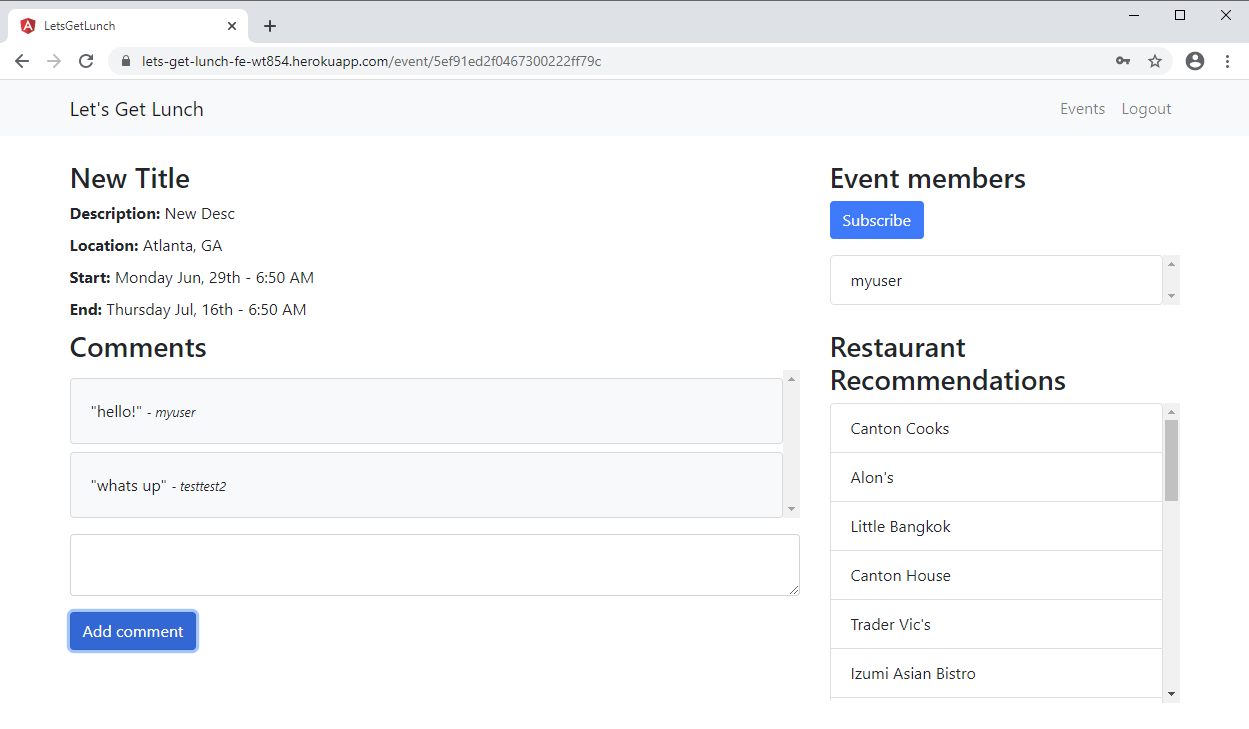 LetsGetLunch
lets-get-lunch-fe-wt854.herokuapp.com/event/5ef91ed2f0467300222ff79c
Let's Get Lunch
Events
Logout
New Title
Description: New Desc
Location: Atlanta, GA
Start: Monday Jun, 29th - 6:50 AM
End: Thursday Jul, 16th - 6:50 AM
Comments
"hello!" - myuser
"whats up" - testtest2
Add comment
Event members
Subscribe
myuser
Restaurant
Recommendations
Canton Cooks
Alon's
Little Bangkok
Canton House
Trader Vic's
Izumi Asian Bistro